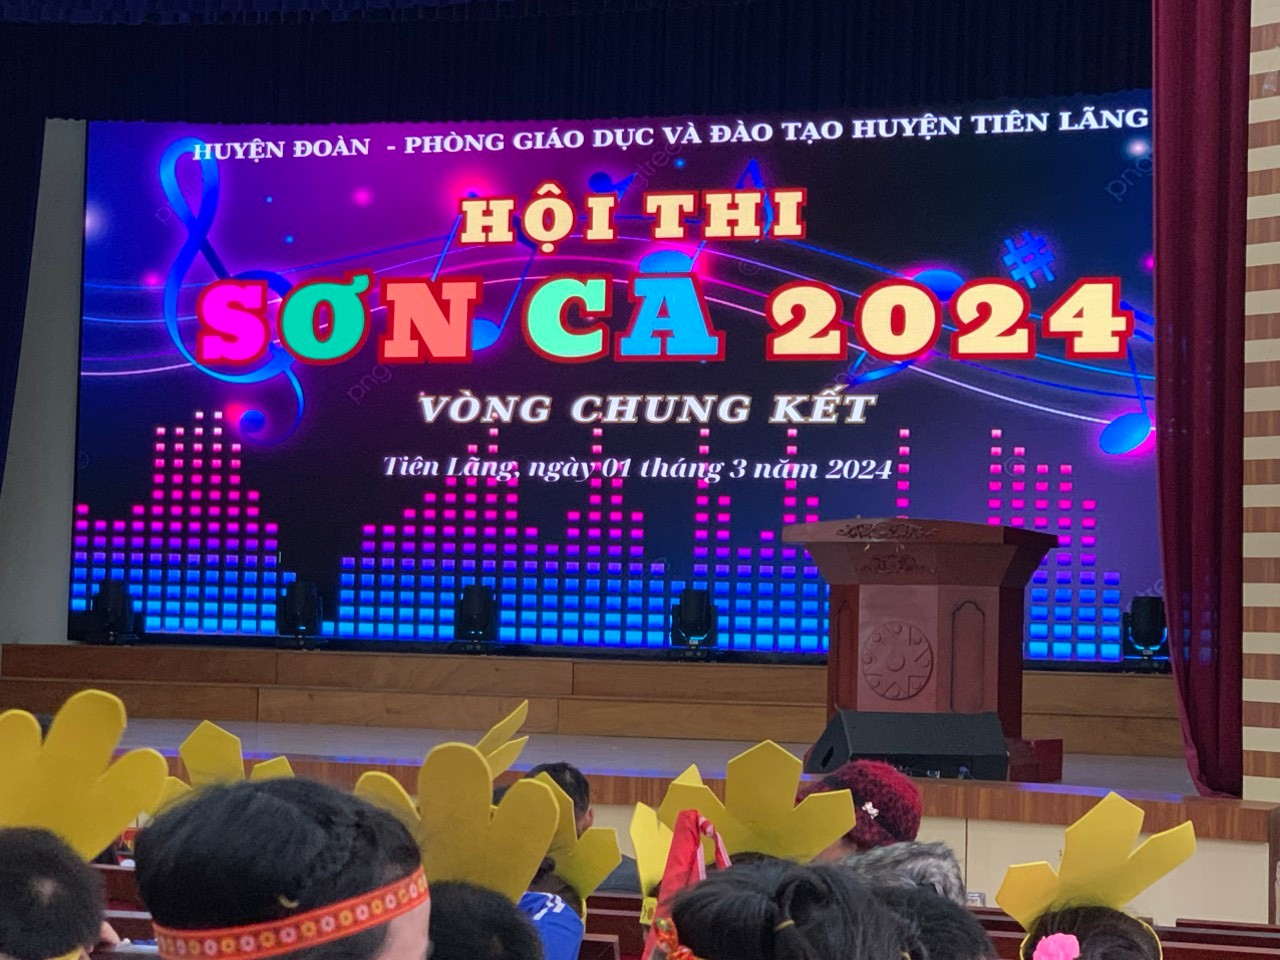 HUYỆN ĐOÀN - PHÒNG GIÁO DỤC VÀ ĐÀO TẠO HUYỆN TIÊN LÃNG
HỘI THI
SƠN CA 2024
VÒNG CHUNG KẾT
Tiên Lãng, ngày 01 tháng 3 năm 2024